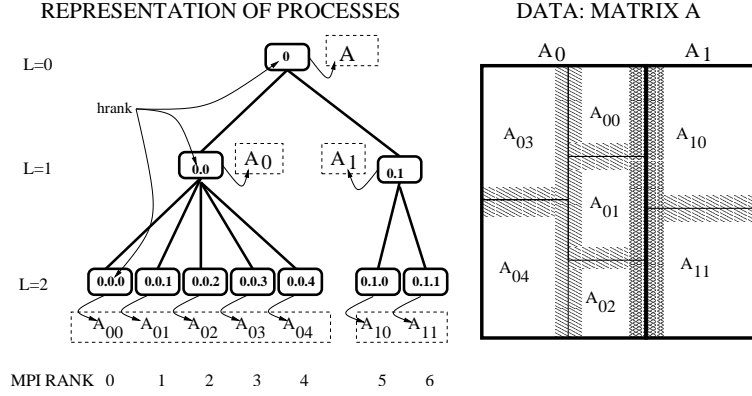 REPRESENTATION OF PROCESSES
L=0
0
A
hrank
L=1
0.0
A0
A1
0.1
L=2
0.0.0 0.0.1 0.0.2 0.0.3 0.0.4 0.1.0 0.1.1
A00 A01 A02 A03 A04 A10 A11
MPI RANK 0 1 2 3 4 5 6
DATA: MATRIX A
A0 A1
A03 A00 A10
A01
A04 A02 A11